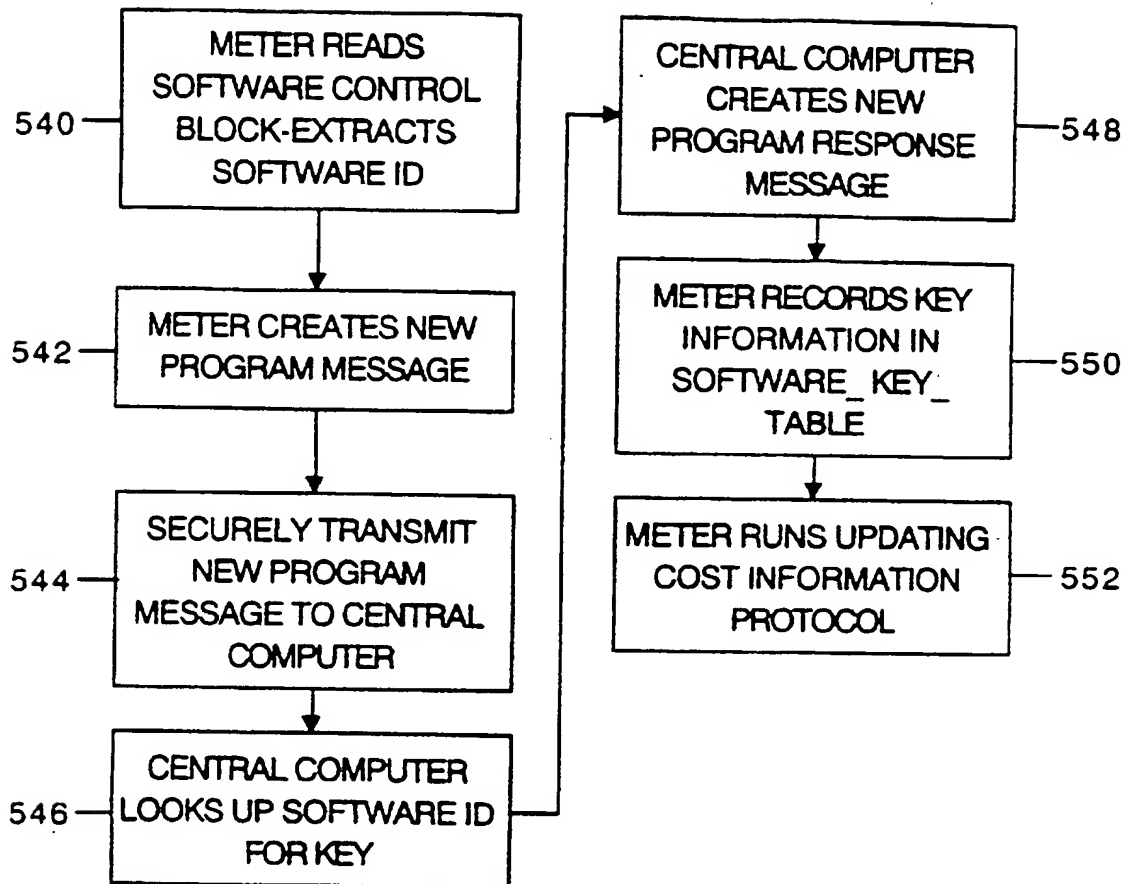 540
METER READS
SOFTWARE CONTROL
BLOCK-EXTRACTS
SOFTWARE ID
542
METER CREATES NEW
PROGRAM MESSAGE
544
SECURELY TRANSMIT
NEW PROGRAM
MESSAGE TO CENTRAL
COMPUTER
546
CENTRAL COMPUTER
LOOKS UP SOFTWARE ID
FOR KEY
CENTRAL COMPUTER
CREATES NEW
PROGRAM RESPONSE
MESSAGE
548
METER RECORDS KEY
INFORMATION IN
SOFTWARE_ KEY_
TABLE
550
METER RUNS UPDATING
COST INFORMATION
PROTOCOL
552